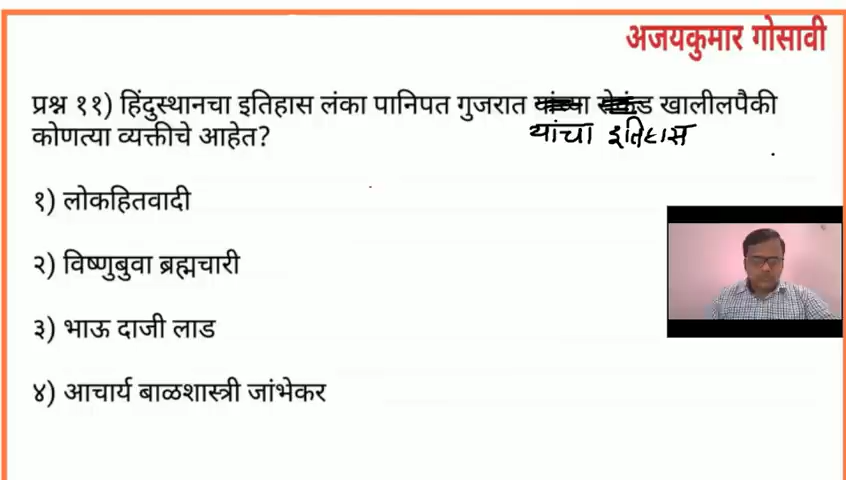 अजयकुमार गोसावी
प्रश्न ११) हिंदुस्थानचा इतिहास लंका पानिपत गुजरात खालीलपैकी
यांचा इतिहास
कोणत्या व्यक्तीचे आहेत?
१) लोकहितवादी
२) विष्णुबुवा ब्रह्मचारी
३) भाऊ दाजी लाड
४) आचार्य बाळशास्त्री जांभेकर